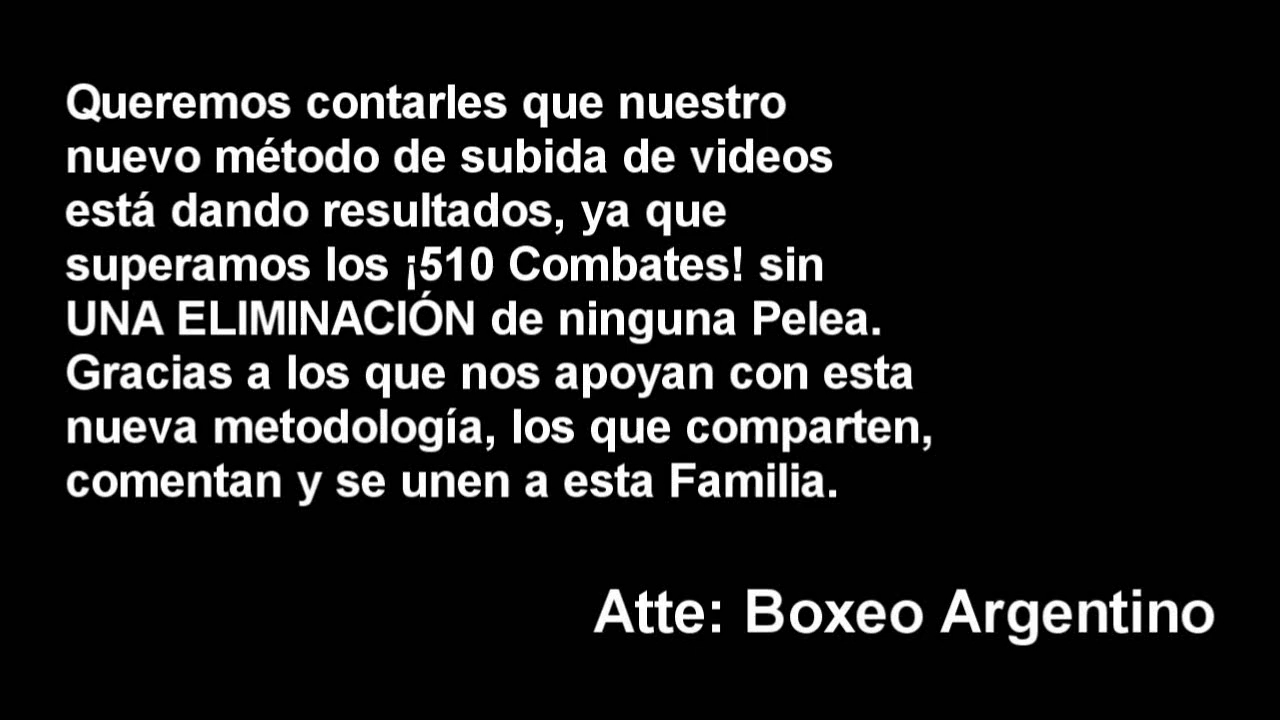 Queremos contarles que nuestro
nuevo método de subida de videos
está dando resultados, ya que
superamos los ¡510 Combates! sin
UNA ELIMINACIÓN de ninguna Pelea.
Gracias a los que nos apoyan con esta
nueva metodología, los que comparten,
comentan y se unen a esta Familia.
Atte: Boxeo Argentino